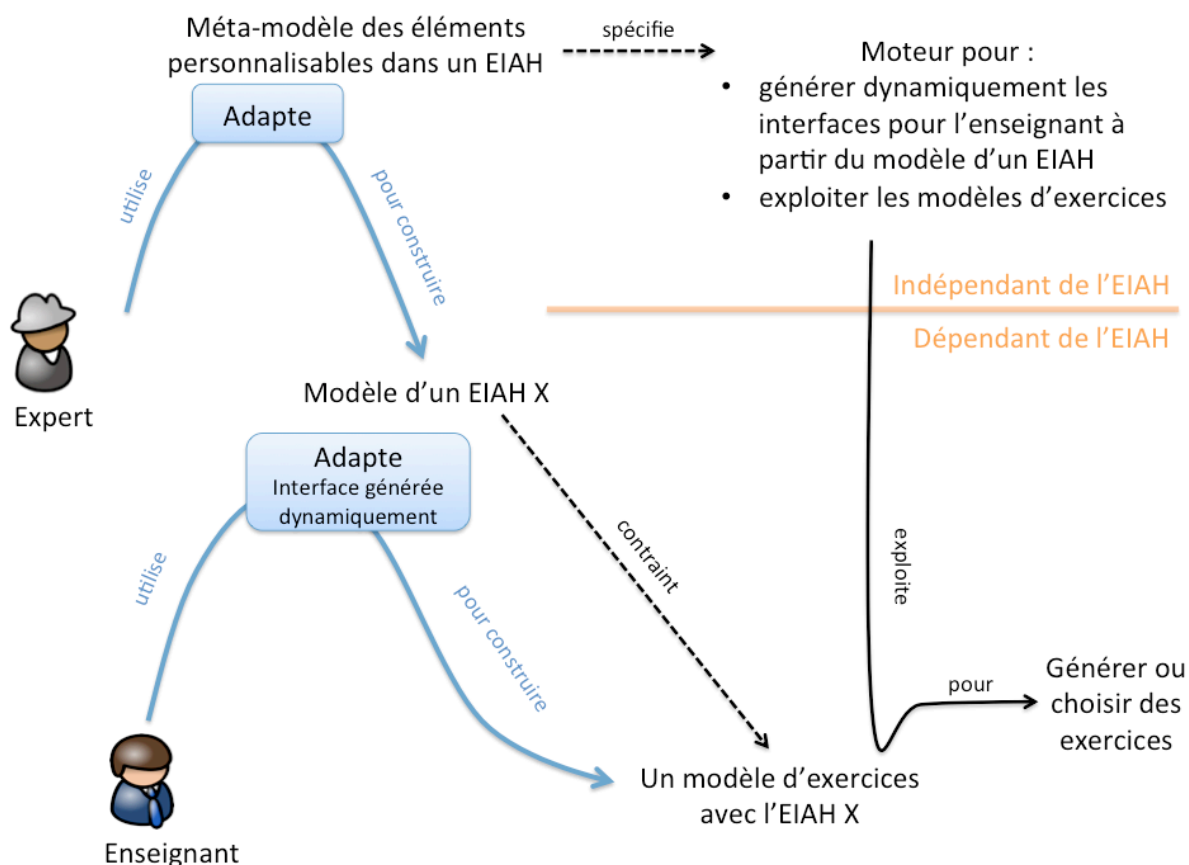 Méta-modèle des éléments
personnalisables dans un EIAH
spécifie
Moteur pour :
• générer dynamiquement les
interfaces pour l'enseignant à
partir du modèle d'un EIAH
• exploiter les modèles d'exercices
Adapte
utilise
pour construire
Indépendant de l'EIAH
Dépendant de l'EIAH
Expert
Modèle d'un EIAH X
Adapte
Interface générée
dynamiquement
utilise
pour construire
contraint
exploite
pour
Générer ou
choisir des
exercices
Un modèle d'exercices
avec l'EIAH X
Enseignant